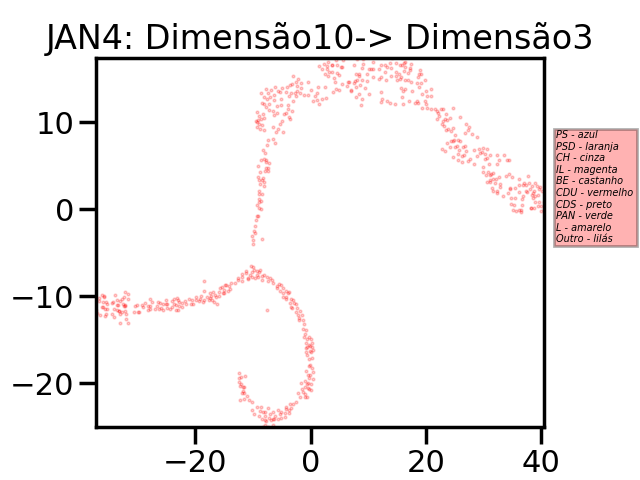 JAN4: Dimensão10-> Dimensão3
10
0
−10
−20
−20
0
20
40
PS - azul
PSD - laranja
CH - cinza
IL - magenta
BE - castanho
CDU - vermelho
CDS - preto
PAN - verde
L - amarelo
Outro - lilás